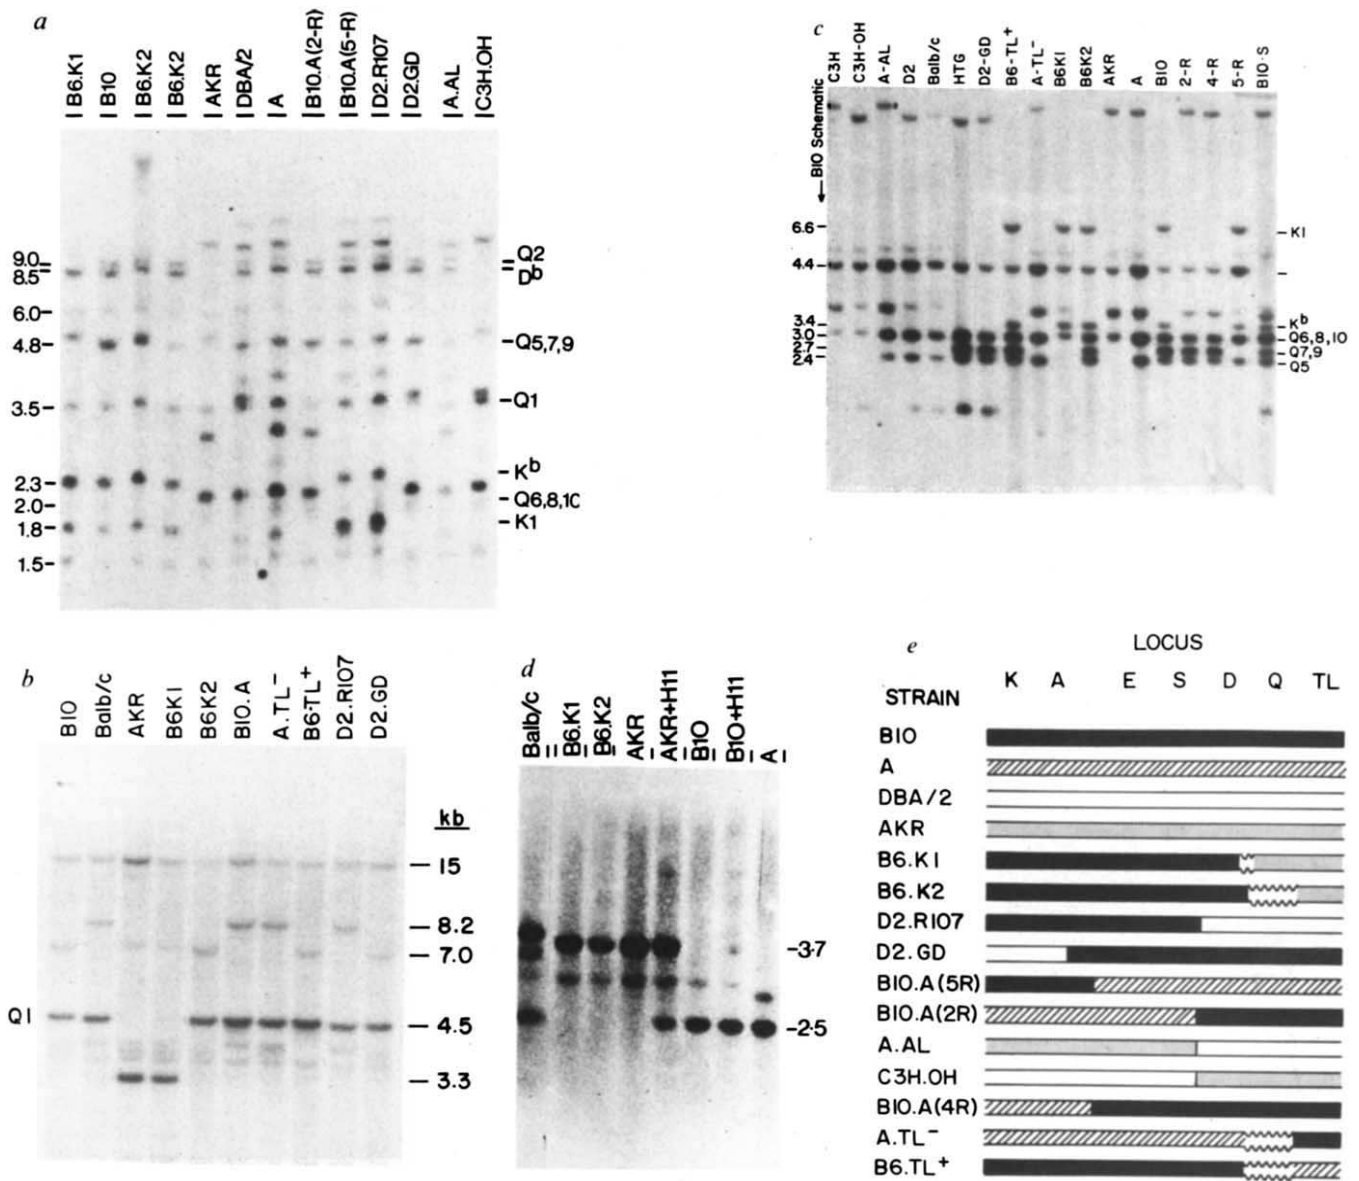 a
B6.K1
B10
B6.K2
B6.K2
AKR
DBA/2
A
B10.A(2-R)
B10.A(5-R)
D2.R107
D2.GD
A.AL
C3H.OH
9.0
8.5
6.0
4.8
3.5
2.3
2.0
1.8
1.5
Q2
Db
Q5,7,9
Q1
Kb
Q6,8,10
K1
c
B10 Schematic
C3H
C3H-OH
A-AL
D2
Balb/c
HTG
D2-GD
B6-TL+
A-TL-
B6K1
B6K2
AKR
A
B10
2-R
4-R
5-R
B10·S
6.6
4.4
3.4
3.0
2.7
2.4
K1
Kb
Q6,8,10
Q7,9
Q5
b
B10
Balb/c
AKR
B6K1
B6K2
B10.A
A.TL-
B6-TL+
D2.R107
D2.GD
kb
15
8.2
7.0
4.5
3.3
Q1
d
Balb/c
B6.K1
B6.K2
AKR
AKR+H11
B10
B10+H11
A
3·7
2·5
e
LOCUS
STRAIN K A E S D Q TL
B10
A
DBA/2
AKR
B6.K1
B6.K2
D2.R107
D2.GD
B10.A(5R)
B10.A(2R)
A.AL
C3H.OH
B10.A(4R)
A.TL-
B6.TL+